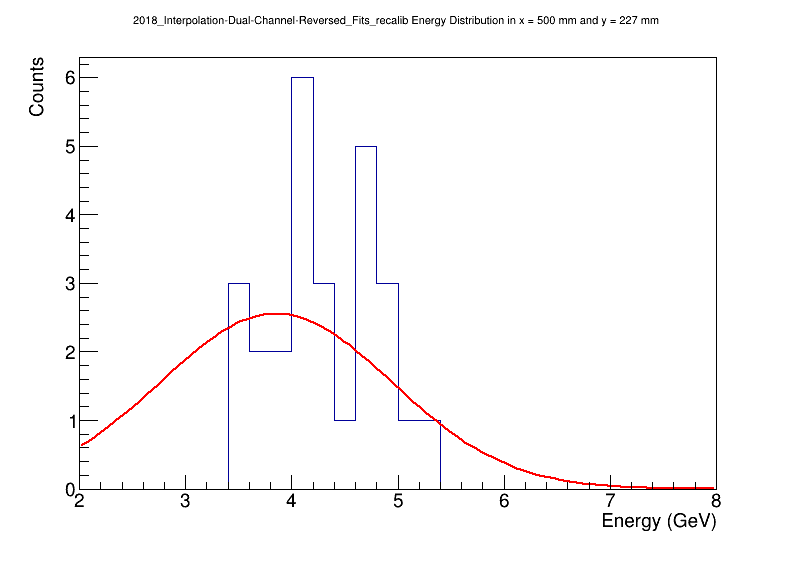 2018_Interpolation-Dual-Channel-Reversed_Fits_recalib Energy Distribution in x = 500 mm and y = 227 mm
Counts
6
5
4
3
2
1
0
2 3 4 5 6 7 8
Energy (GeV)